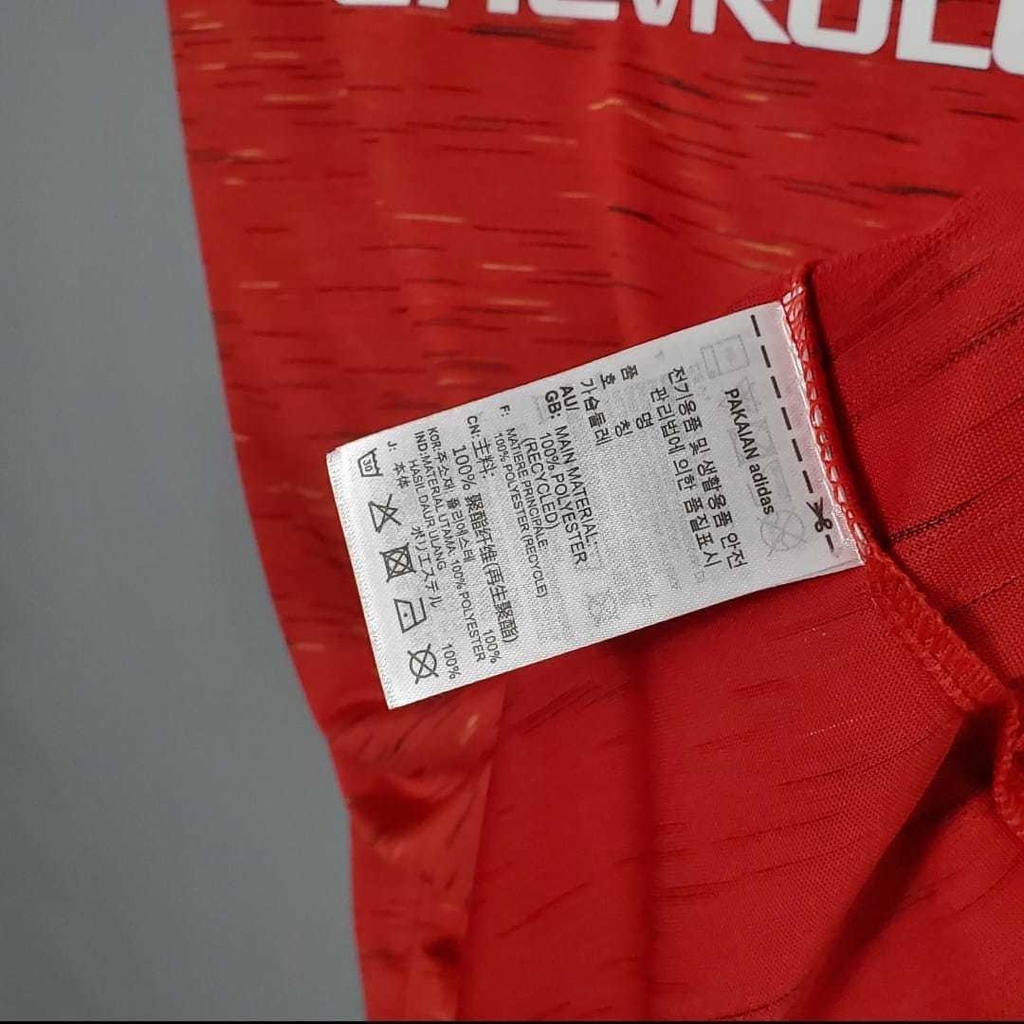 CHEVROLE
PAKAIAN adidas
전기용품 및 생활용품 안전
관리법에 의한 품질표시
품 명
호 칭
가슴둘레
AU/
GB: MAIN MATERIAL:
100% POLYESTER
(RECYCLED)
F: MATIERE PRINCIPALE:
100% POLYESTER (RECYCLE)
CN:主料:
100% 聚酯纤维(再生聚酯)
KOR:주소재 폴리에스테 100%
IND:MATERIAL UTAMA: 100% POLYESTER
HASIL DAUR ULANG
J: 本体 ポリエステル 100%
30